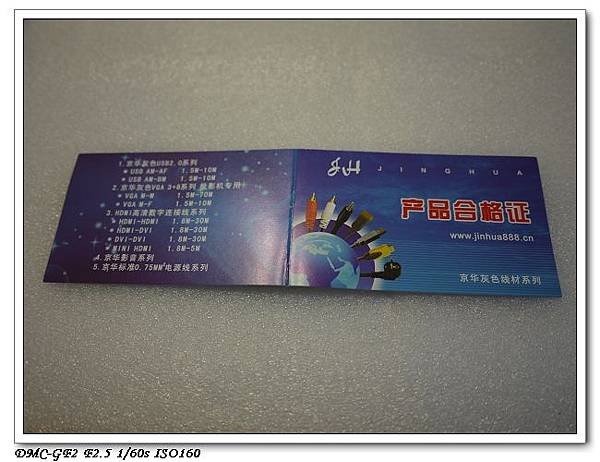 1.京华灰色USB2.0系列
● USB AM-AF 1.5M-10M
● USB AM-BM 1.5M-10M
2.京华灰色VGA 3+6系列 投影机专用
● VGA M-M 1.5M-70M
● VGA M-F 1.5M-10M
3.HDMI高清数字连接线系列
● HDMI-HDMI 1.8M-30M
● HDMI-DVI 1.8M-30M
● DVI-DVI 1.8M-30M
● MINI HDMI 1.8M-5M
4.京华影音系列
5.京华标准0.75MM²电源线系列
JH JINGHUA
产品合格证
www.jinhua888.cn
京华灰色线材系列
DMC-GF2 F2.5 1/60s ISO160